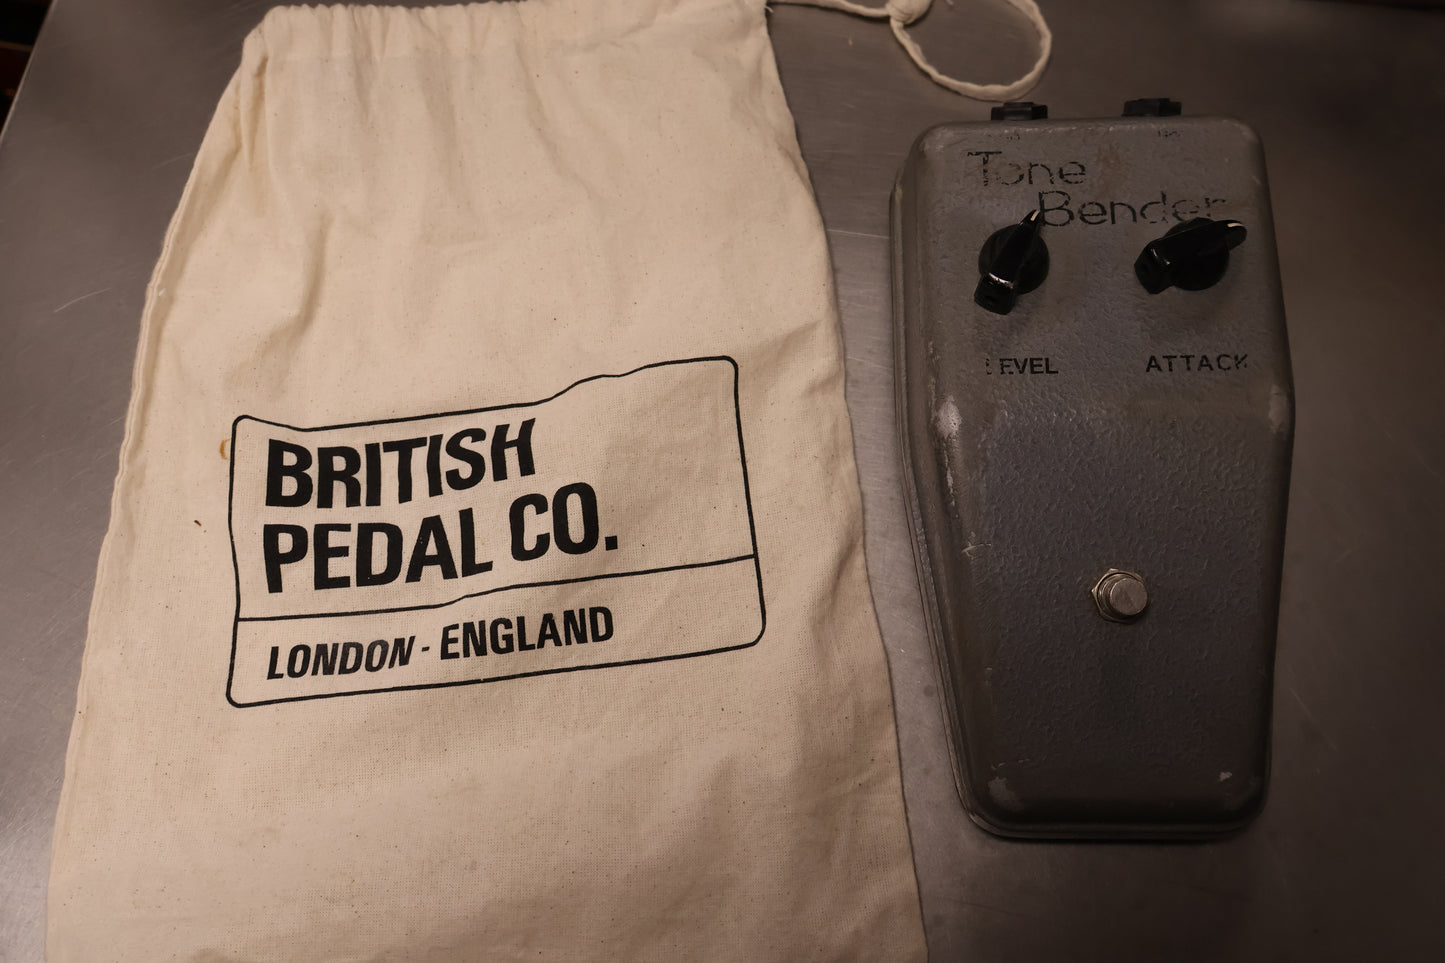 BRITISH
PEDAL CO.
LONDON - ENGLAND
Tone
Bender
LEVEL
ATTACK